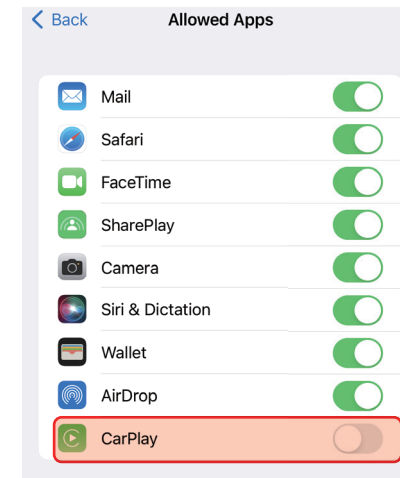 Back
Allowed Apps
Mail
Safari
FaceTime
SharePlay
Camera
Siri & Dictation
Wallet
AirDrop
CarPlay